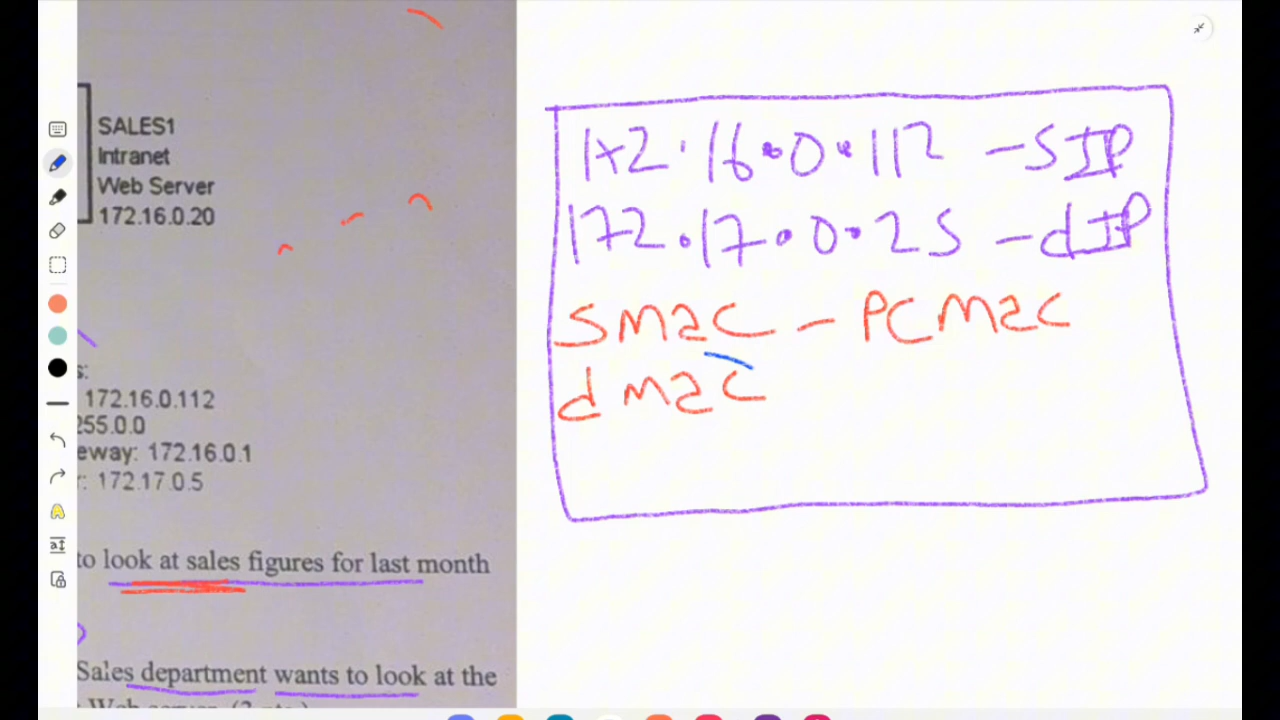 SALES1
Intranet
Web Server
172.16.0.20
s:
172.16.0.112
255.0.0
eway: 172.16.0.1
r: 172.17.0.5
to look at sales figures for last month
Sales department wants to look at the
172.16.0.112 - SIP
172.17.0.25 - dIP
SMac - PCMac
dmac